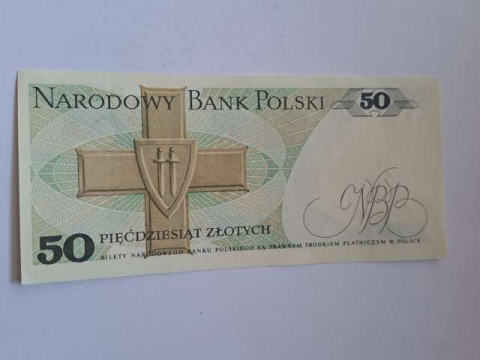 NARODOWY BANK POLSKI
50
NBP
50 PIĘĆDZIESIĄT ZŁOTYCH
BILETY NARODOWEGO BANKU POLSKIEGO SĄ PRAWNYM ŚRODKIEM PŁATNICZYM W POLSCE